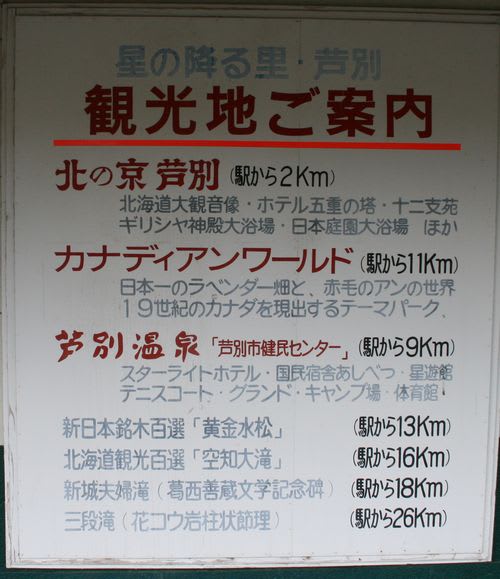 星の降る里・芦別
観光地ご案内
北の京 芦別 (駅から2Km)
北海道大観音像・ホテル五重の塔・十二支苑
ギリシヤ神殿大浴場・日本庭園大浴場 ほか
カナディアンワールド (駅から11Km)
日本一のラベンダー畑と、赤毛のアンの世界
19世紀のカナダを現出するテーマパーク、
芦別温泉「芦別市健民センター」(駅から9Km)
スターライトホテル・国民宿舎あしべつ・星遊館
テニスコート・グランド・キャンプ場・体育館
新日本銘木百選「黄金水松」 (駅から13Km)
北海道観光百選「空知大滝」 (駅から16Km)
新城夫婦滝(葛西善蔵文学記念碑) (駅から18Km)
三段滝(花コウ岩柱状節理) (駅から26Km)